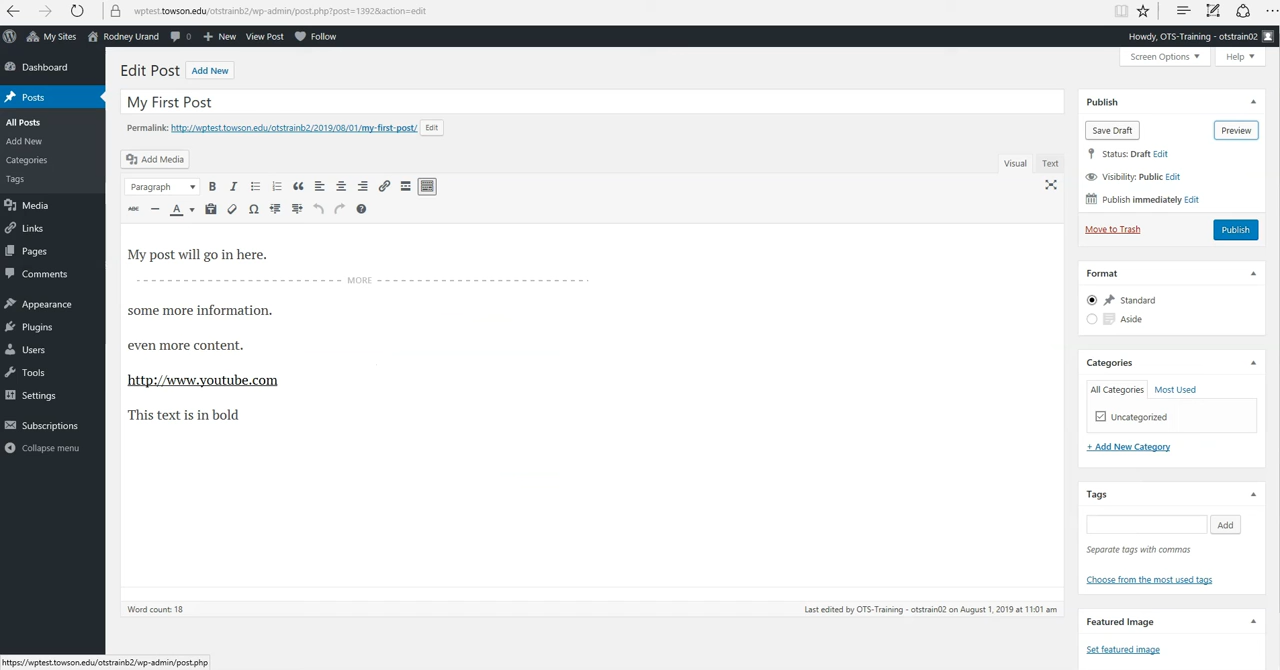 wptest.towson.edu/otstrainb2/wp-admin/post.php?post=1392&action=edit
My Sites
Rodney Urand
0
New
View Post
Follow
Howdy, OTS-Training - otstrain02
Dashboard
Posts
All Posts
Add New
Categories
Tags
Media
Links
Pages
Comments
Appearance
Plugins
Users
Tools
Settings
Subscriptions
Collapse menu
Screen Options
Help
Edit Post
Add New
My First Post
Permalink: http://wptest.towson.edu/otstrainb2/2019/08/01/my-first-post/ Edit
Add Media
Visual
Text
Paragraph
B
I
ABC
A
Ω
My post will go in here.
MORE
some more information.
even more content.
http://www.youtube.com
This text is in bold
Word count: 18
Last edited by OTS-Training - otstrain02 on August 1, 2019 at 11:01 am
Publish
Save Draft
Preview
Status: Draft Edit
Visibility: Public Edit
Publish immediately Edit
Move to Trash
Publish
Format
Standard
Aside
Categories
All Categories
Most Used
Uncategorized
+ Add New Category
Tags
Add
Separate tags with commas
Choose from the most used tags
Featured Image
Set featured image
https://wptest.towson.edu/otstrainb2/wp-admin/post.php